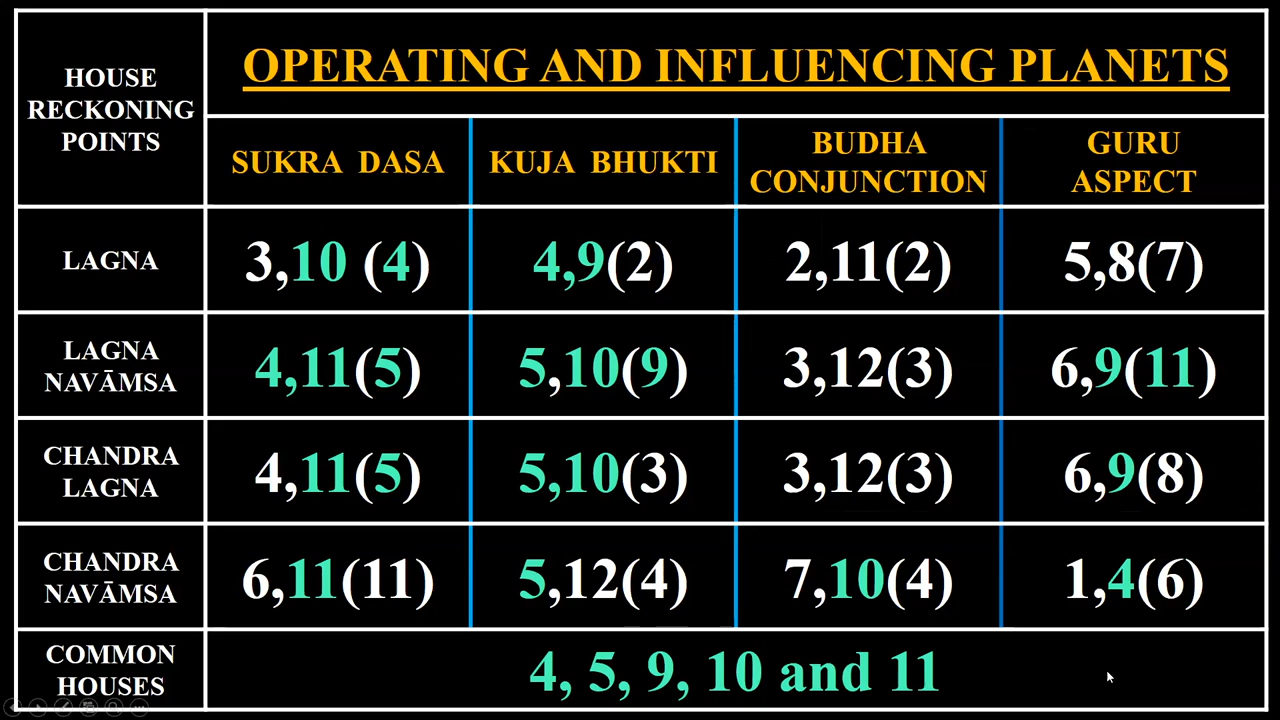 HOUSE
RECKONING
POINTS
OPERATING AND INFLUENCING PLANETS
SUKRA DASA
KUJA BHUKTI
BUDHA
CONJUNCTION
GURU
ASPECT
LAGNA
3,10 (4)
4,9(2)
2,11(2)
5,8(7)
LAGNA
NAVĀMSA
4,11(5)
5,10(9)
3,12(3)
6,9(11)
CHANDRA
LAGNA
4,11(5)
5,10(3)
3,12(3)
6,9(8)
CHANDRA
NAVĀMSA
6,11(11)
5,12(4)
7,10(4)
1,4(6)
COMMON
HOUSES
4, 5, 9, 10 and 11